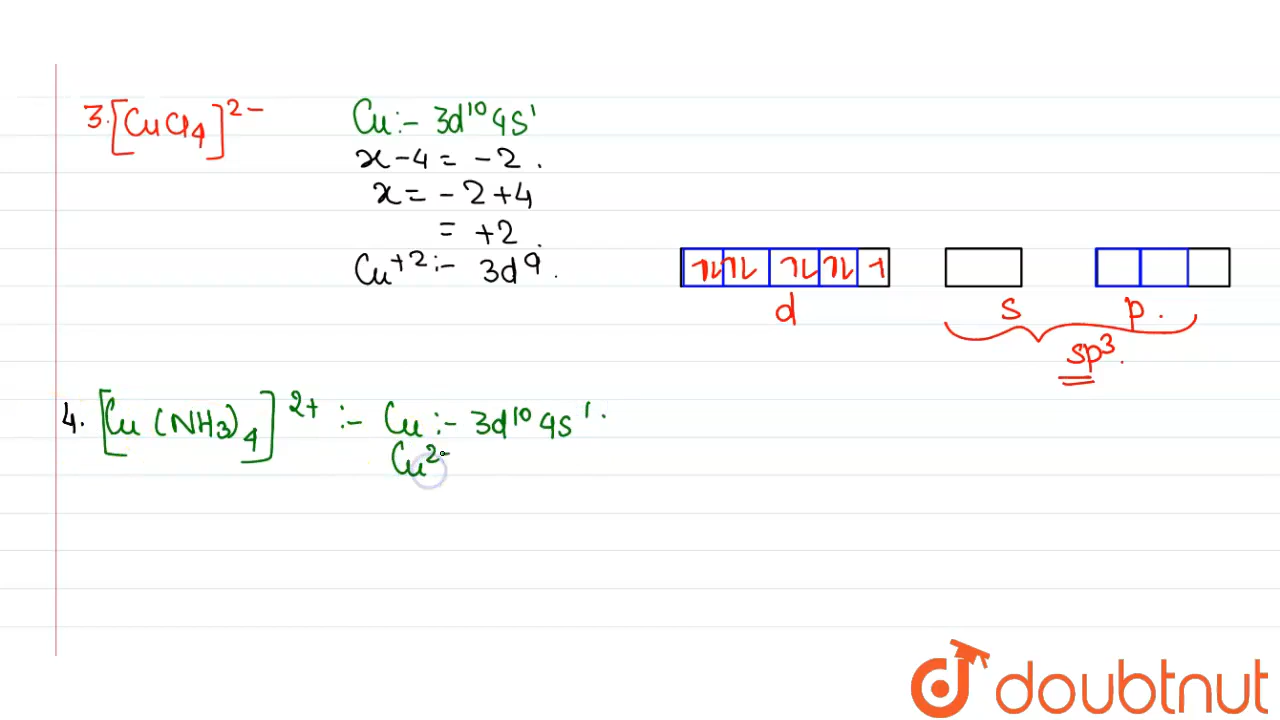 3. [CuCl4]²⁻
Cu:- 3d¹⁰ 4s¹
x - 4 = - 2 .
x = - 2 + 4
= + 2 .
Cu⁺²:- 3d⁹ .
d s p .
sp³ .
4. [Cu (NH3)4]²⁺ :- Cu :- 3d¹⁰ 4s¹ .
Cu²
doubtnut